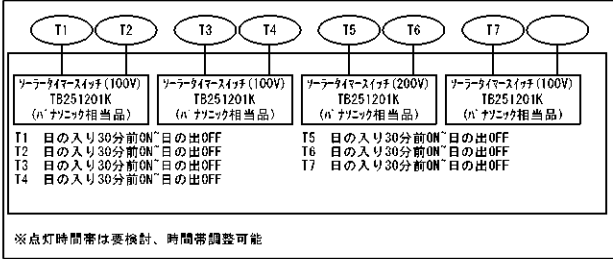 T1 T2 T3 T4 T5 T6 T7
ソーラータイマースイッチ(100V) ソーラータイマースイッチ(100V) ソーラータイマースイッチ(200V) ソーラータイマースイッチ(100V)
TB251201K TB251201K TB251201K TB251201K
(パナソニック相当品) (パナソニック相当品) (パナソニック相当品) (パナソニック相当品)
T1 日の入り30分前ON~日の出OFF T5 日の入り30分前ON~日の出OFF
T2 日の入り30分前ON~日の出OFF T6 日の入り30分前ON~日の出OFF
T3 日の入り30分前ON~日の出OFF T7 日の入り30分前ON~日の出OFF
T4 日の入り30分前ON~日の出OFF
※点灯時間帯は要検討、時間帯調整可能